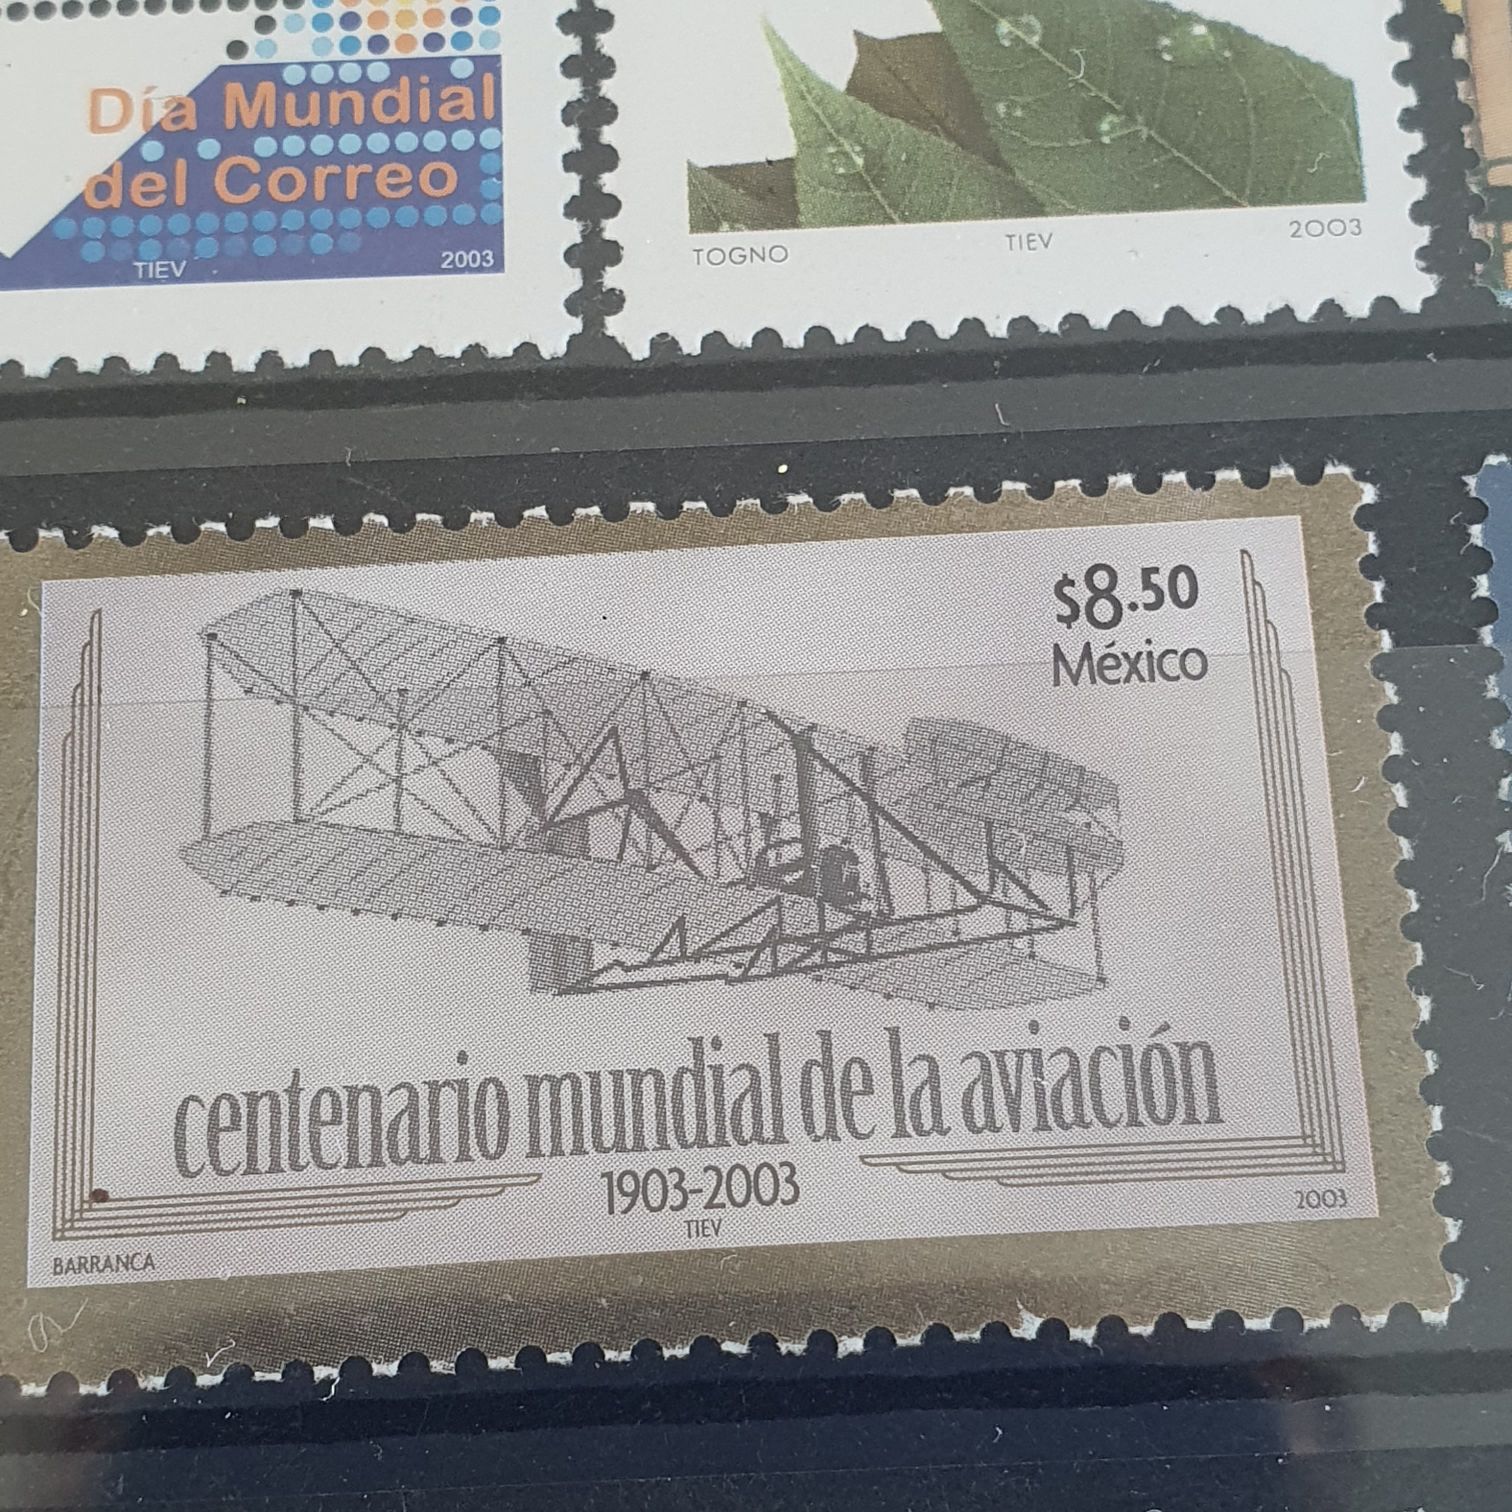 Día Mundial
del Correo
TIEV
2003
TOGNO
TIEV
2003
$8.50
México
centenario mundial de la aviación
1903-2003
TIEV
2003
BARRANCA